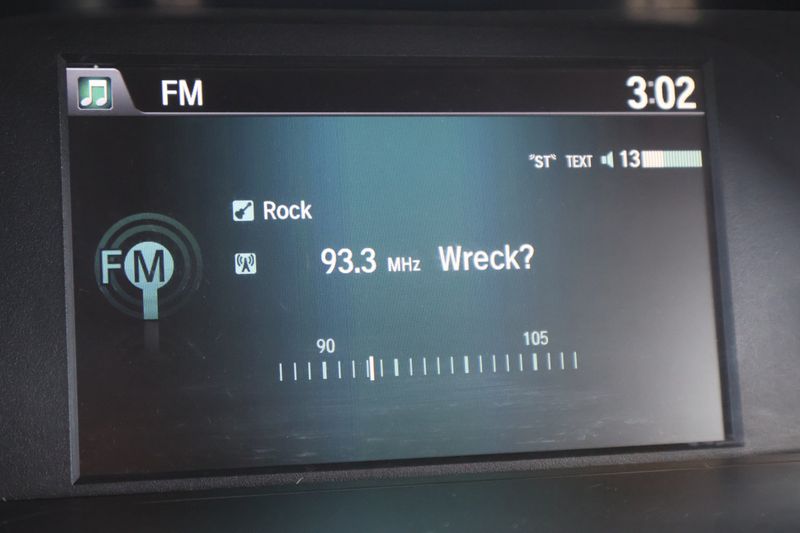 FM
3:02
"ST" TEXT 13
Rock
FM
93.3 MHz Wreck?
90 105